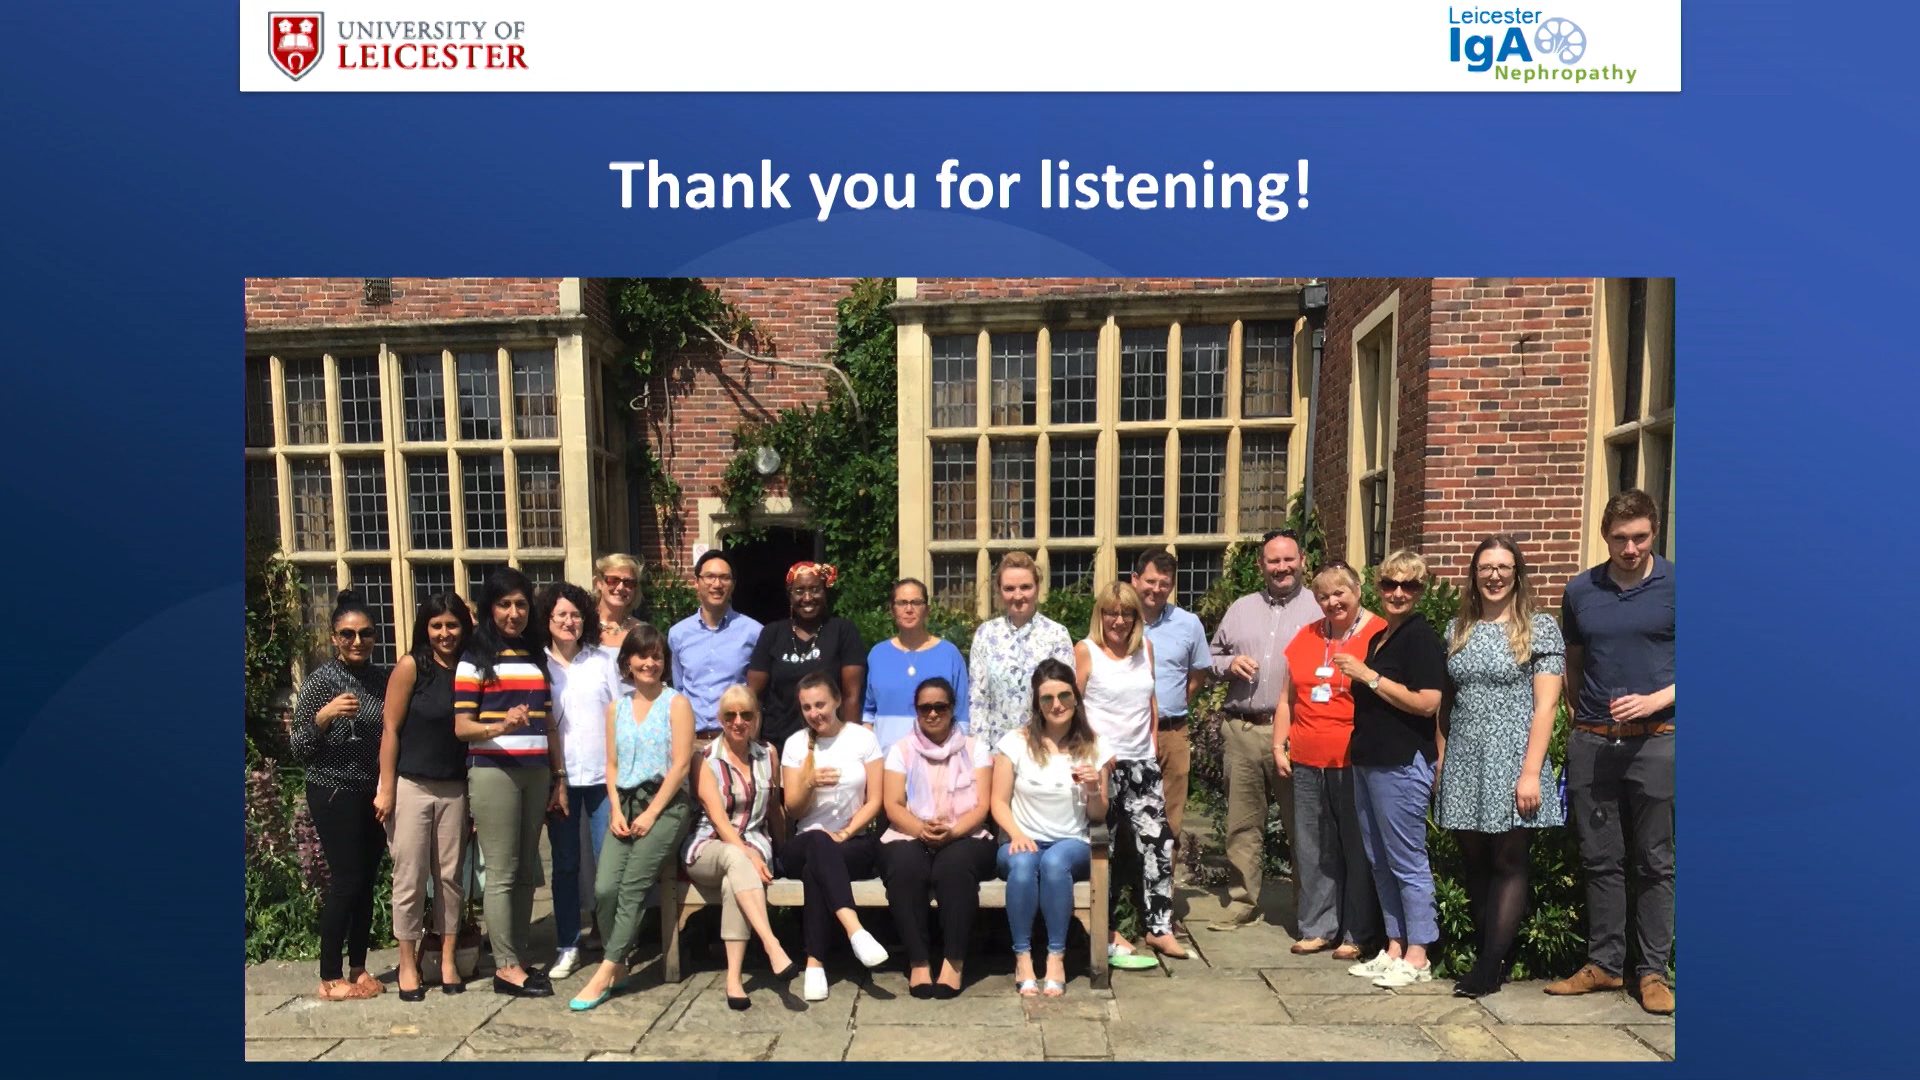 UNIVERSITY OF
LEICESTER
Leicester
IgA
Nephropathy
Thank you for listening!